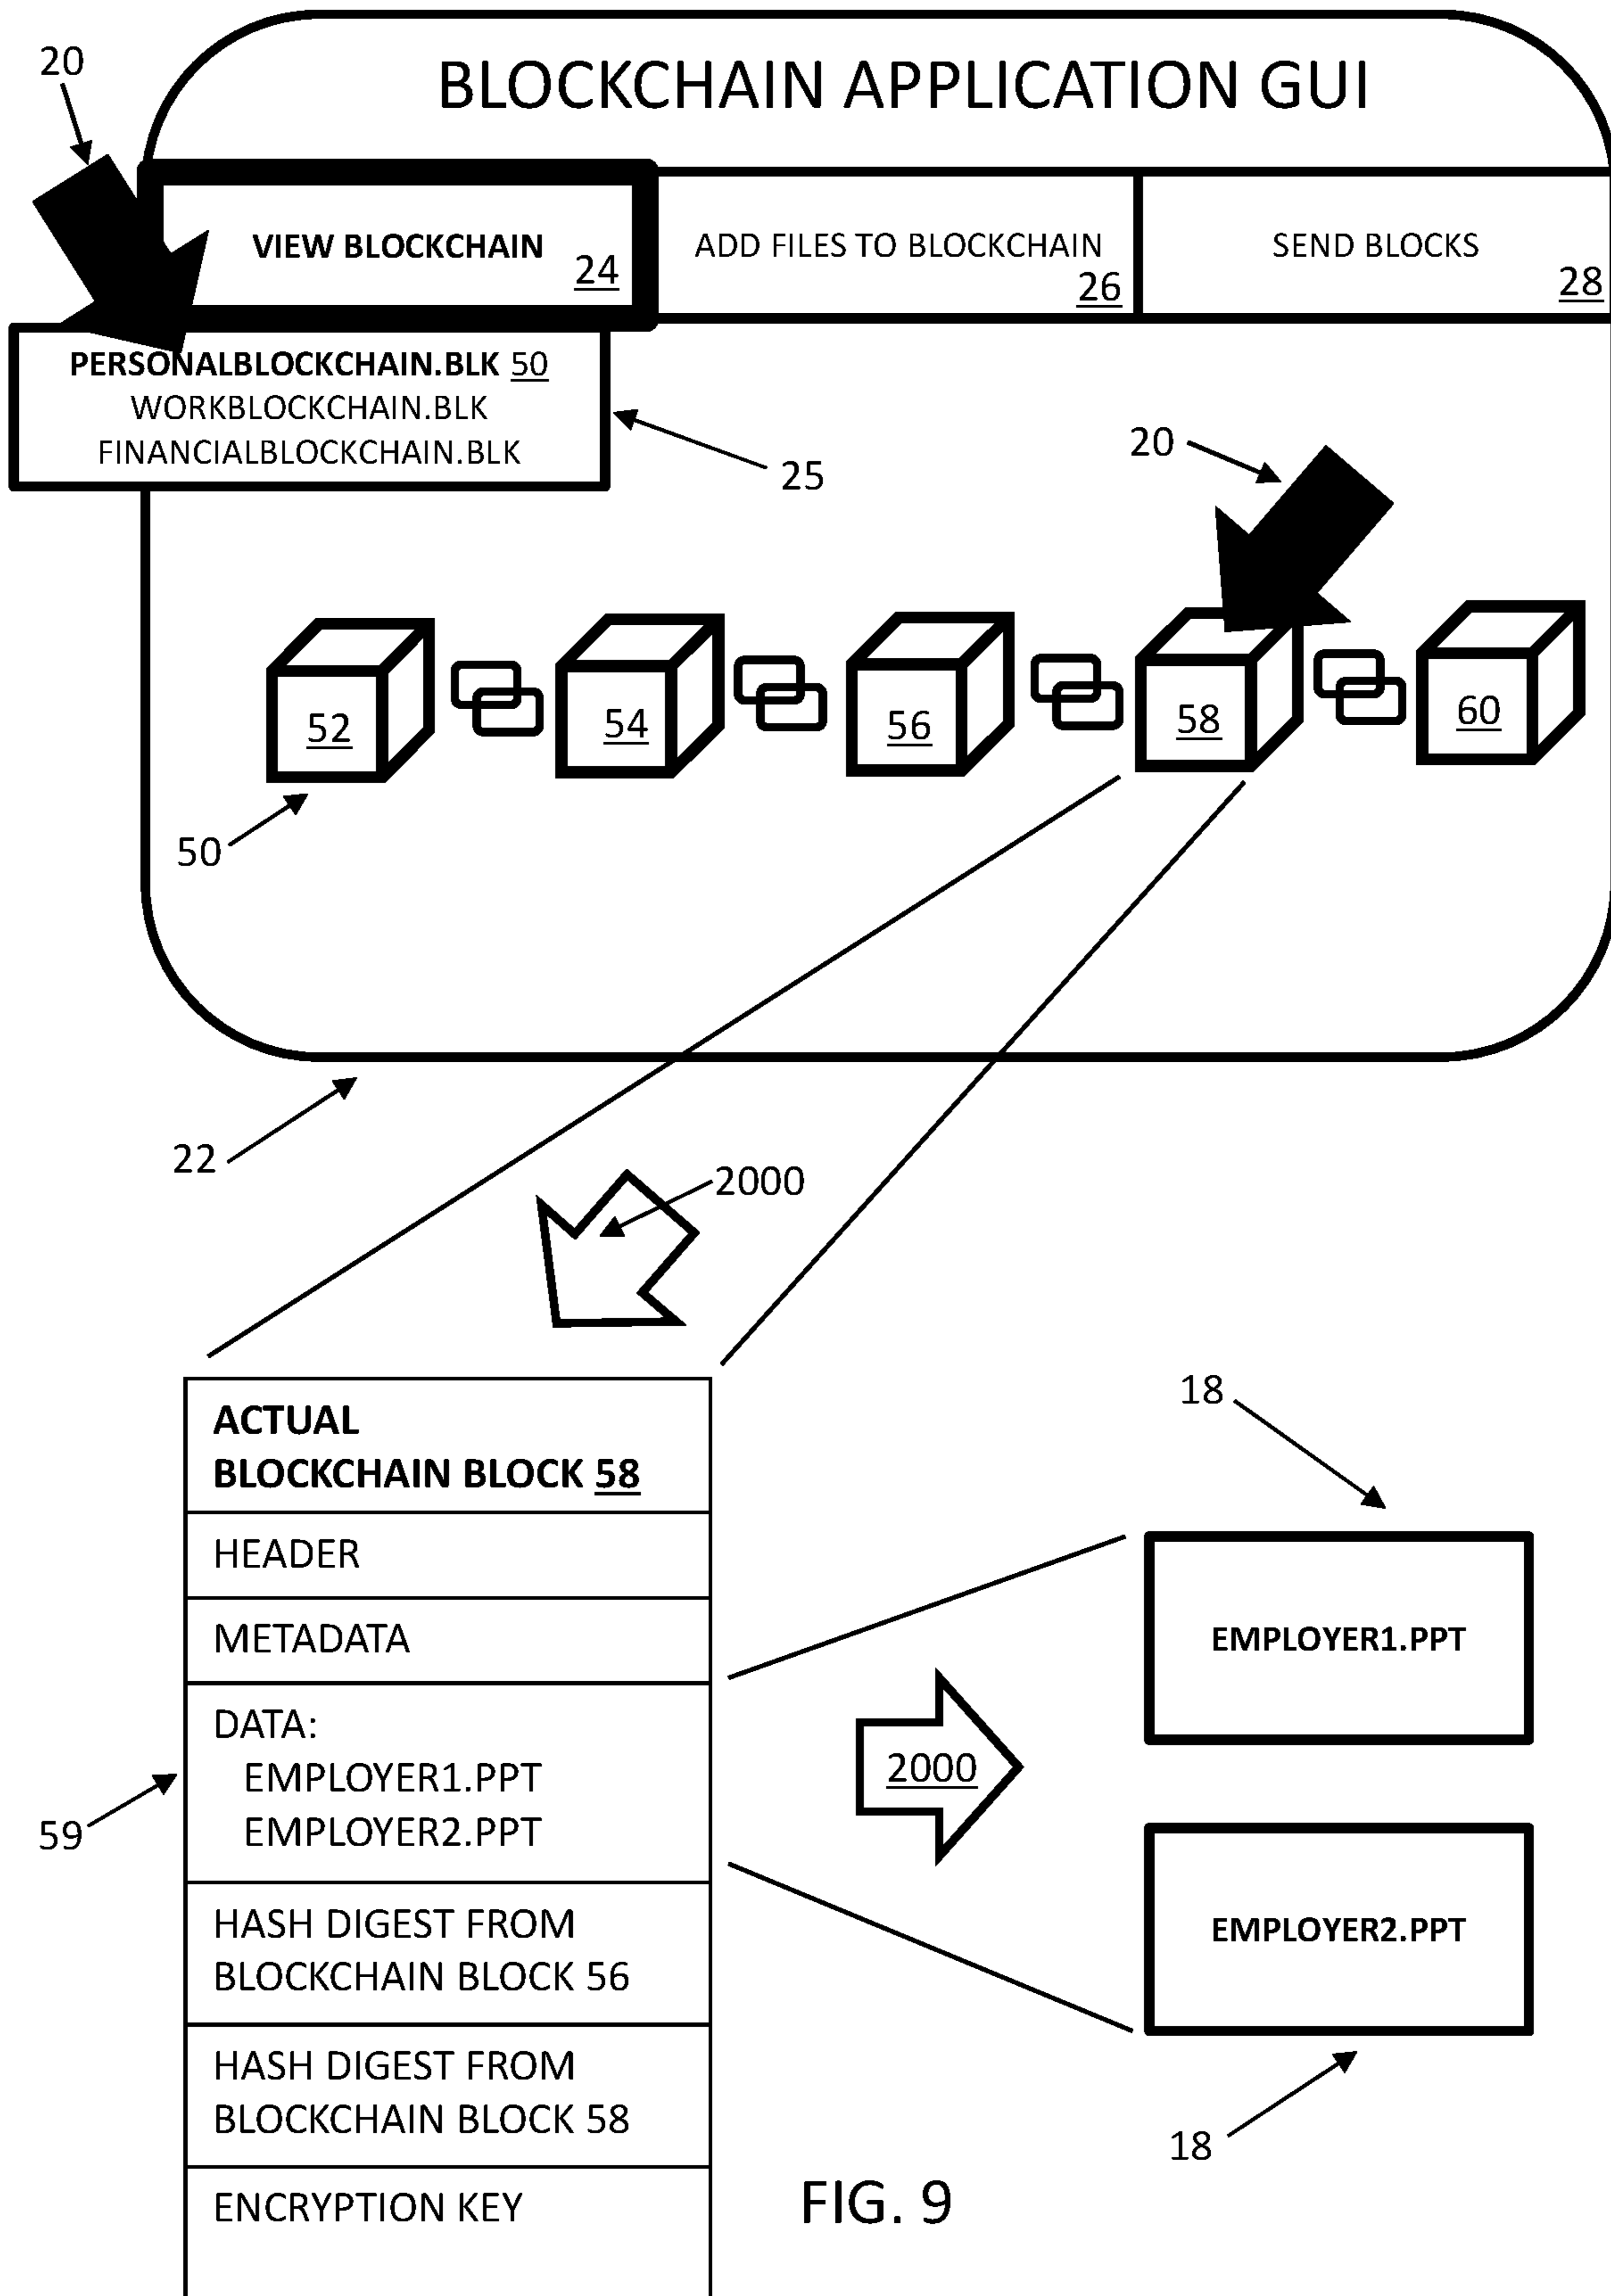 BLOCKCHAIN APPLICATION GUI
20
VIEW BLOCKCHAIN 24
ADD FILES TO BLOCKCHAIN 26
SEND BLOCKS 28
PERSONALBLOCKCHAIN.BLK 50
WORKBLOCKCHAIN.BLK
FINANCIALBLOCKCHAIN.BLK
25
20
52
54
56
58
60
50
22
2000
ACTUAL
BLOCKCHAIN BLOCK 58
HEADER
METADATA
DATA:
EMPLOYER1.PPT
EMPLOYER2.PPT
59
HASH DIGEST FROM
BLOCKCHAIN BLOCK 56
HASH DIGEST FROM
BLOCKCHAIN BLOCK 58
ENCRYPTION KEY
2000
18
EMPLOYER1.PPT
EMPLOYER2.PPT
18
FIG. 9